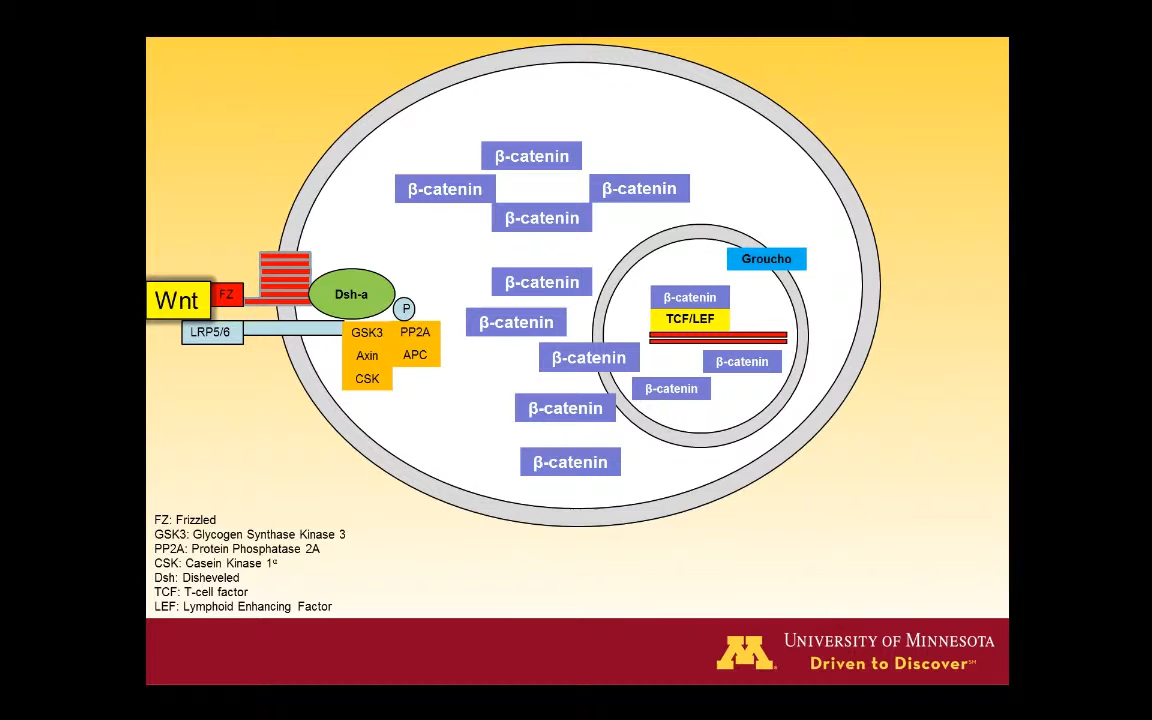 β-catenin
β-catenin
β-catenin
β-catenin
Groucho
β-catenin
Dsh-a
Wnt
FZ
β-catenin
P
TCF/LEF
β-catenin
LRP5/6
GSK3
PP2A
Axin
APC
β-catenin
β-catenin
CSK
β-catenin
β-catenin
β-catenin
FZ: Frizzled
GSK3: Glycogen Synthase Kinase 3
PP2A: Protein Phosphatase 2A
CSK: Casein Kinase 1α
Dsh: Disheveled
TCF: T-cell factor
LEF: Lymphoid Enhancing Factor
M
UNIVERSITY OF MINNESOTA
Driven to Discover℠